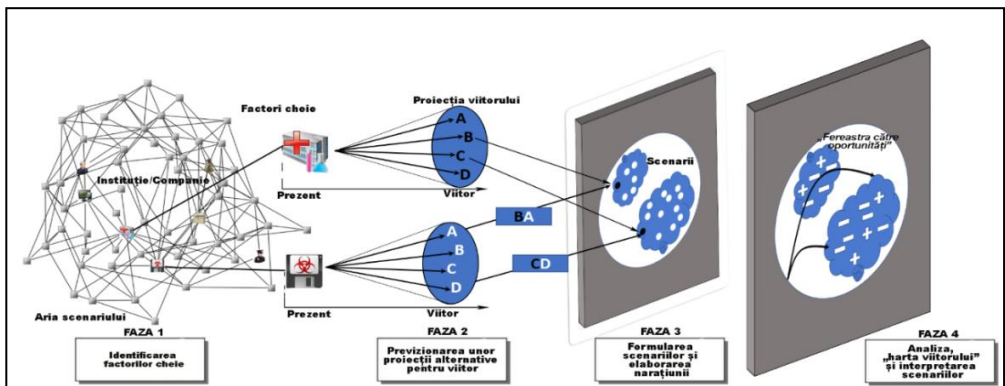 Factori cheie
Instituție/Companie
Aria scenariului
Prezent
Viitor
Prezent
Viitor
Proiecția viitorului
A
B
C
D
A
B
C
D
BA
CD
Scenarii
„Fereastra către
oportunități”
FAZA 1
Identificarea
factorilor cheie
FAZA 2
Previzionarea unor
proiecții alternative
pentru viitor
FAZA 3
Formularea
scenariilor și
elaborarea
narațiunii
FAZA 4
Analiza,
„harta viitorului”
și interpretarea
scenariilor